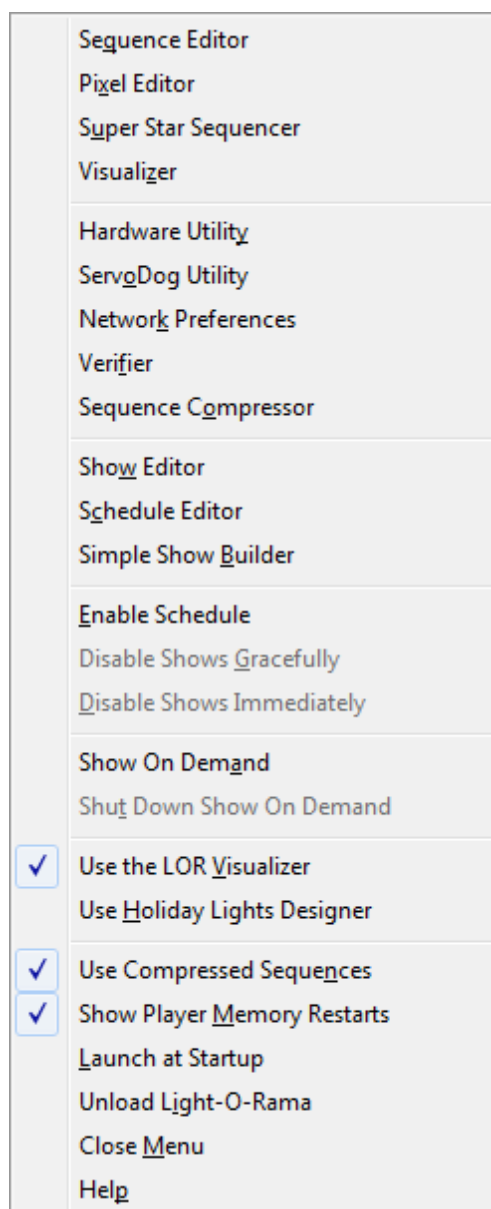 Sequence Editor
Pixel Editor
Super Star Sequencer
Visualizer
Hardware Utility
ServoDog Utility
Network Preferences
Verifier
Sequence Compressor
Show Editor
Schedule Editor
Simple Show Builder
Enable Schedule
Disable Shows Gracefully
Disable Shows Immediately
Show On Demand
Shut Down Show On Demand
Use the LOR Visualizer
Use Holiday Lights Designer
Use Compressed Sequences
Show Player Memory Restarts
Launch at Startup
Unload Light-O-Rama
Close Menu
Help